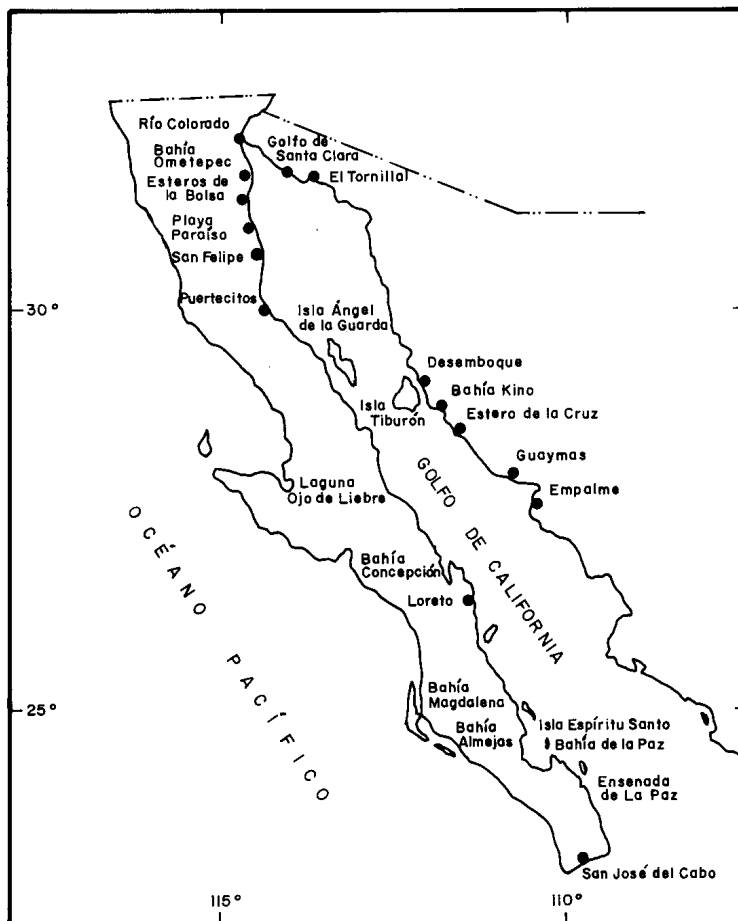 Río Colorado
Golfo de
Santa Clara
Bahía
Ometepec
El Tornillal
Esteros de
la Bolsa
Playa
Paraíso
San Felipe
Puertecitos
30°
Isla Ángel
de la Guarda
Desemboque
Bahía Kino
Isla
Tiburón
Estero de la Cruz
Guaymas
Empalme
Laguna
Ojo de Liebre
GOLFO DE CALIFORNIA
OCÉANO PACÍFICO
Bahía
Concepción
Loreto
25°
Bahía
Magdalena
Bahía
Almejas
Isla Espíritu Santo
Bahía de la Paz
Ensenada
de La Paz
San José del Cabo
115°
110°